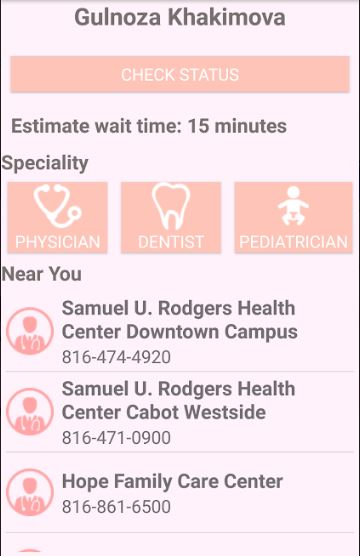 Gulnoza Khakimova
CHECK STATUS
Estimate wait time: 15 minutes
Speciality
PHYSICIAN
DENTIST
PEDIATRICIAN
Near You
Samuel U. Rodgers Health
Center Downtown Campus
816-474-4920
Samuel U. Rodgers Health
Center Cabot Westside
816-471-0900
Hope Family Care Center
816-861-6500